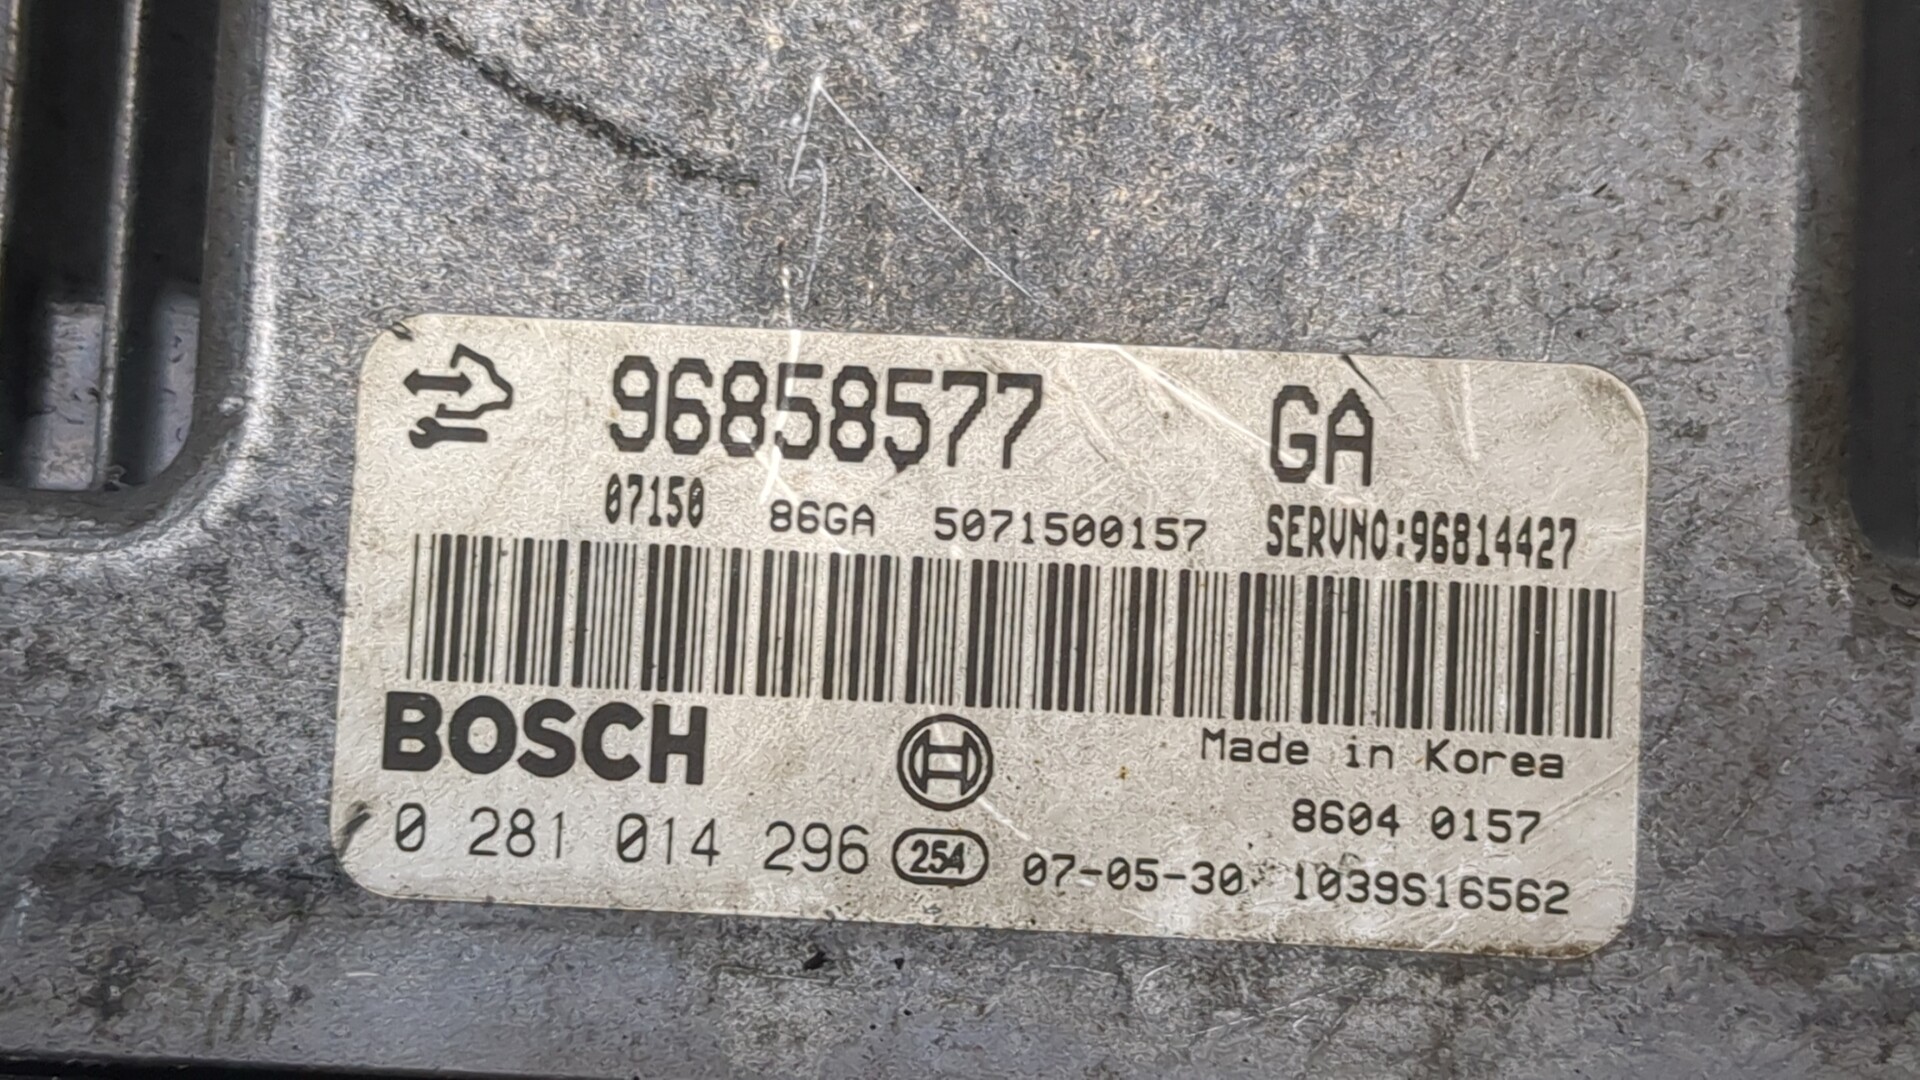 96858577 GA
07150 86GA 5071500157 SERVNO:96814427
BOSCH
Made in Korea
8604 0157
0 281 014 296 254 07-05-30 1039S16562